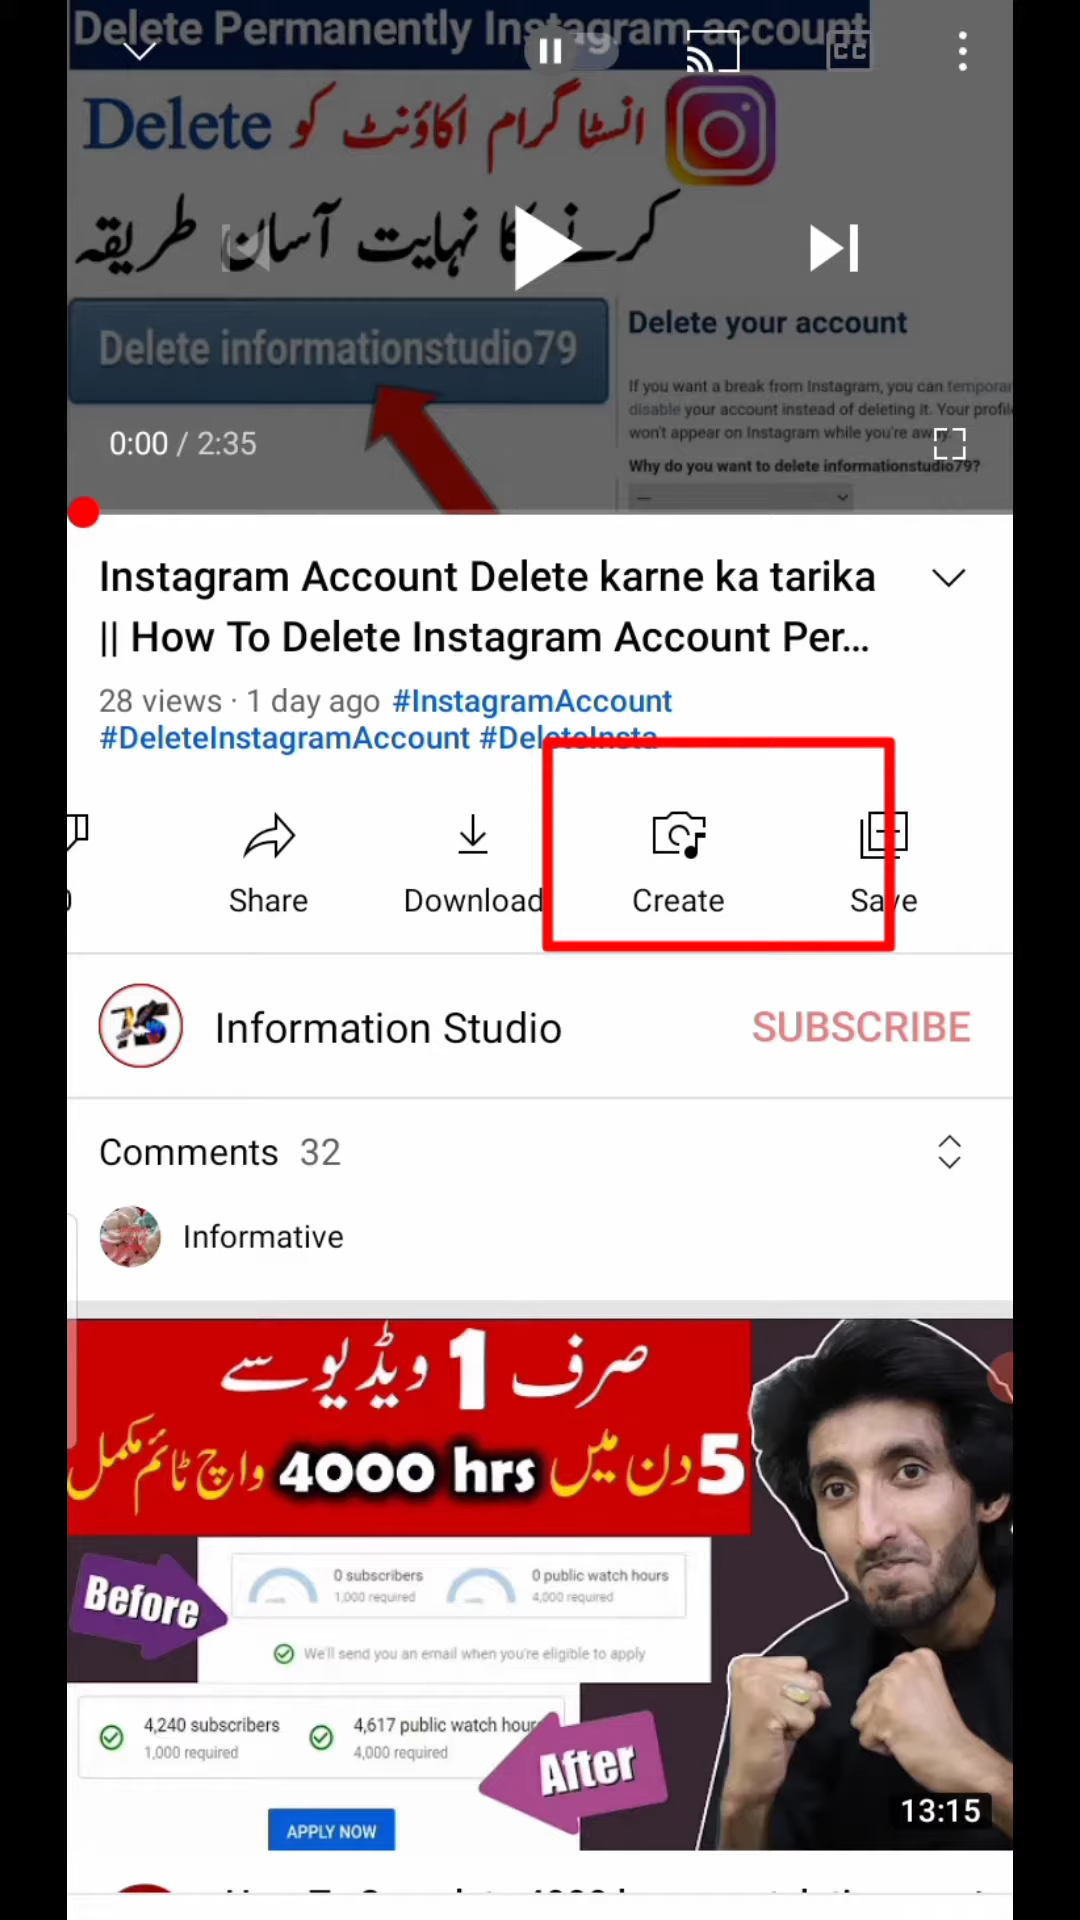 Delete Permanently Instagram account
CC
انسٹا گرام اکاؤنٹ کو Delete
کرنے کا نہایت آسان طریقہ
Delete informationstudio79
Delete your account
If you want a break from Instagram, you can temporar
disable your account instead of deleting it. Your profil
won't appear on Instagram while you're away.
Why do you want to delete informationstudio79?
0:00 / 2:35
Instagram Account Delete karne ka tarika
|| How To Delete Instagram Account Per...
28 views · 1 day ago #InstagramAccount
#DeleteInstagramAccount #DeleteInsta
Share
Download
Create
Save
Information Studio
SUBSCRIBE
Comments 32
Informative
صرف 1 ویڈیو سے
5 دن میں 4000 hrs واچ ٹائم مکمل
Before
0 subscribers
1,000 required
0 public watch hours
4,000 required
We'll send you an email when you're eligible to apply
4,240 subscribers
1,000 required
4,617 public watch hour
4,000 required
After
APPLY NOW
13:15